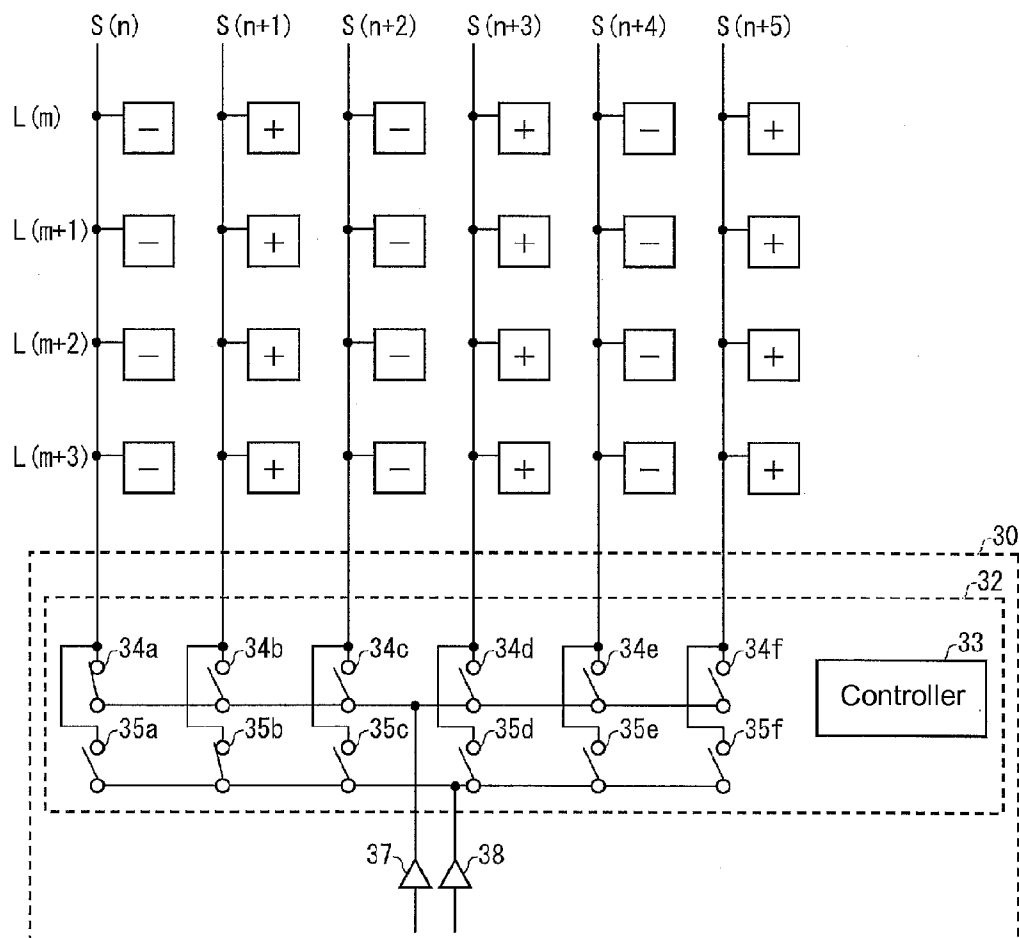 S(n) S(n+1) S(n+2) S(n+3) S(n+4) S(n+5)
L(m) − + − + − +
L(m+1) − + − + − +
L(m+2) − + − + − +
L(m+3) − + − + − +
30
32
34a 34b 34c 34d 34e 34f 33
Controller
35a 35b 35c 35d 35e 35f
37 38